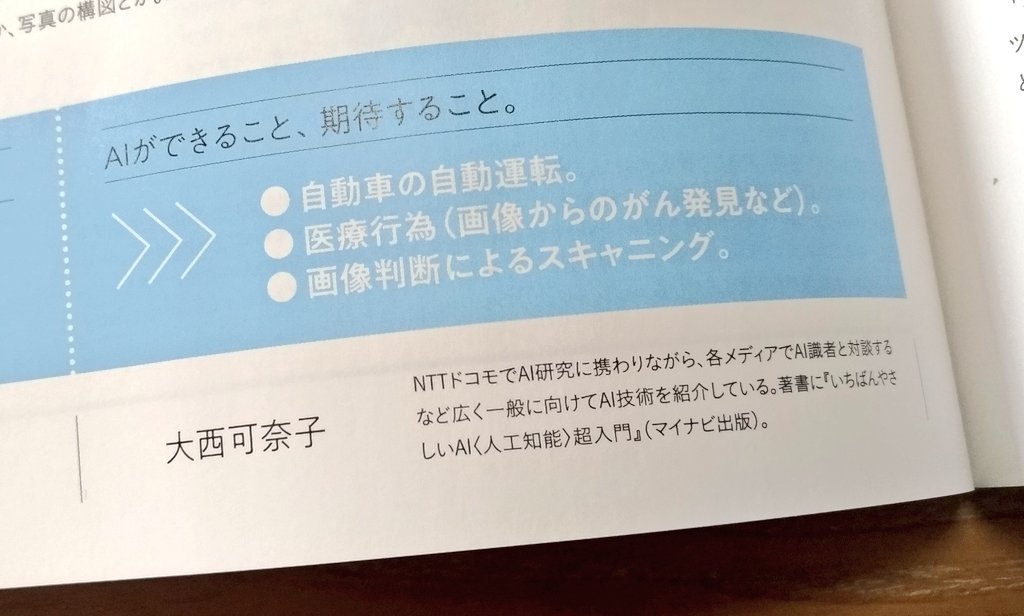 か、写真の構図とか。
AIができること、期待すること。
●自動車の自動運転。
●医療行為（画像からのがん発見など）。
●画像判断によるスキャニング。
大西可奈子
NTTドコモでAI研究に携わりながら、各メディアでAI識者と対談する
など広く一般に向けてAI技術を紹介している。著書に『いちばんやさ
しいAI〈人工知能〉超入門』（マイナビ出版）。
ツ
と